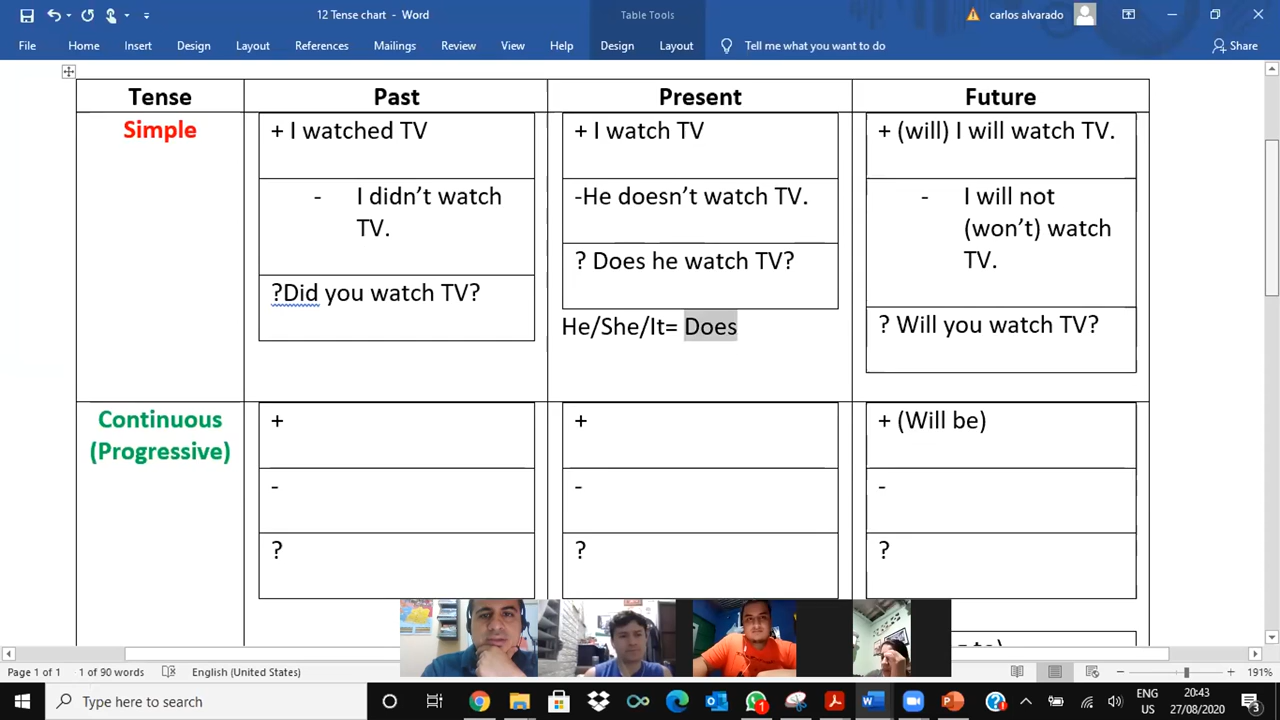 12 Tense chart - Word
Table Tools
carlos alvarado
File Home Insert Design Layout References Mailings Review View Help Design Layout Tell me what you want to do Share
Tense Past Present Future
Simple
+ I watched TV
- I didn’t watch
TV.
?Did you watch TV?
+ I watch TV
-He doesn’t watch TV.
? Does he watch TV?
He/She/It= Does
+ (will) I will watch TV.
- I will not
(won’t) watch
TV.
? Will you watch TV?
Continuous
(Progressive)
+
-
?
+
-
?
+ (Will be)
-
?
Page 1 of 1 1 of 90 words English (United States) 191%
Type here to search
ENG
20:43
27/08/2020
1
3